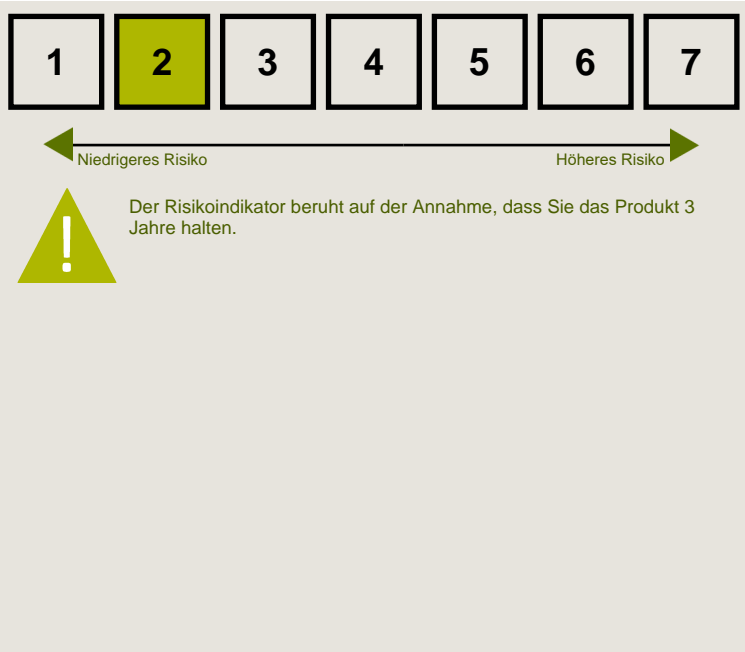 1 2 3 4 5 6 7
Niedrigeres Risiko Höheres Risiko
! Der Risikoindikator beruht auf der Annahme, dass Sie das Produkt 3
Jahre halten.